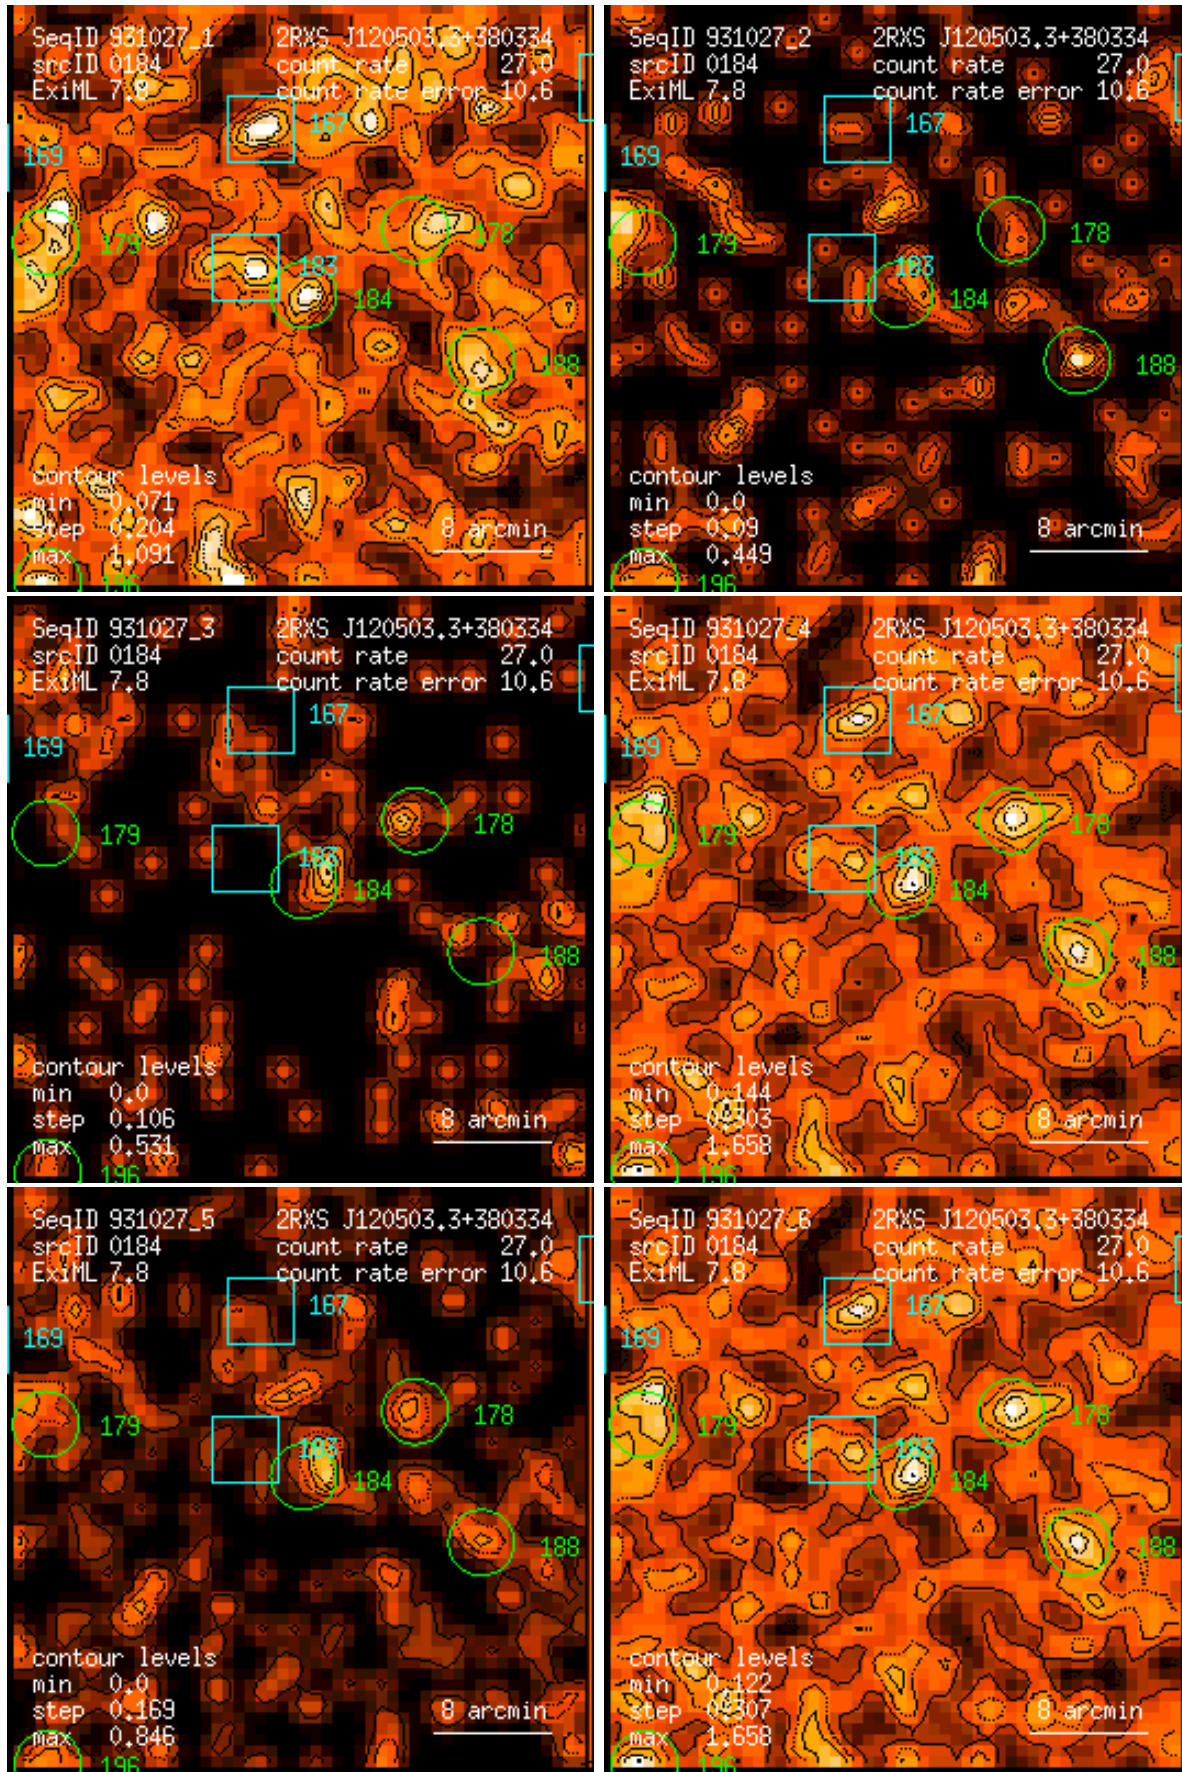 SeqID 931027_1 2RXS J120503.3+380334
srcID 0184 count rate 27.0
ExiML 7.8 count rate error 10.6
167
169
179
178
183
184
188
contour levels
min 0.071
step 0.204
max 1.091
8 arcmin
196
SeqID 931027_2 2RXS J120503.3+380334
srcID 0184 count rate 27.0
ExiML 7.8 count rate error 10.6
167
169
179
178
183
184
188
contour levels
min 0.0
step 0.09
max 0.449
8 arcmin
196
SeqID 931027_3 2RXS J120503.3+380334
srcID 0184 count rate 27.0
ExiML 7.8 count rate error 10.6
167
169
179
178
183
184
188
contour levels
min 0.0
step 0.106
max 0.531
8 arcmin
196
SeqID 931027_4 2RXS J120503.3+380334
srcID 0184 count rate 27.0
ExiML 7.8 count rate error 10.6
167
169
179
178
183
184
188
contour levels
min 0.144
step 0.303
max 1.658
8 arcmin
196
SeqID 931027_5 2RXS J120503.3+380334
srcID 0184 count rate 27.0
ExiML 7.8 count rate error 10.6
167
169
179
178
183
184
188
contour levels
min 0.0
step 0.169
max 0.846
8 arcmin
196
SeqID 931027_6 2RXS J120503.3+380334
srcID 0184 count rate 27.0
ExiML 7.8 count rate error 10.6
167
169
179
178
183
184
188
contour levels
min 0.122
step 0.307
max 1.658
8 arcmin
196